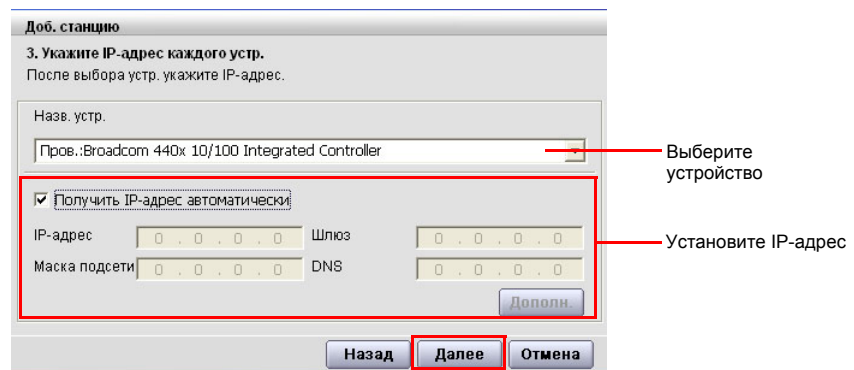 Доб. станцию
3. Укажите IP-адрес каждого устр.
После выбора устр. укажите IP-адрес.
Назв. устр.
Пров.:Broadcom 440x 10/100 Integrated Controller
Выберите
устройство
Получить IP-адрес автоматически
IP-адрес 0 . 0 . 0 . 0 Шлюз 0 . 0 . 0 . 0
Установите IP-адрес
Маска подсети 0 . 0 . 0 . 0 DNS 0 . 0 . 0 . 0
Дополн.
Назад Далее Отмена